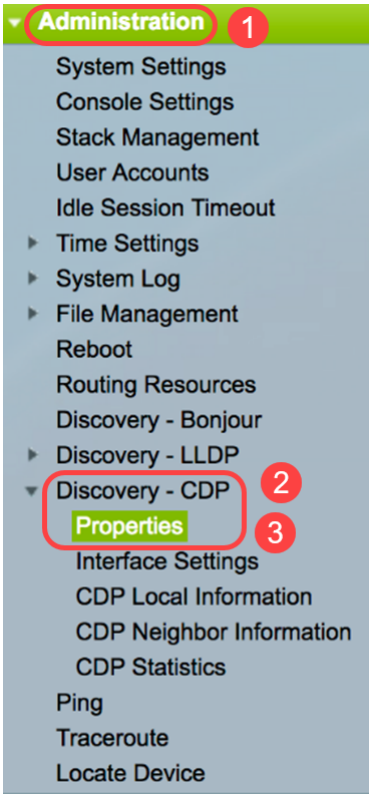 Administration 1
System Settings
Console Settings
Stack Management
User Accounts
Idle Session Timeout
Time Settings
System Log
File Management
Reboot
Routing Resources
Discovery - Bonjour
Discovery - LLDP
Discovery - CDP 2
Properties 3
Interface Settings
CDP Local Information
CDP Neighbor Information
CDP Statistics
Ping
Traceroute
Locate Device